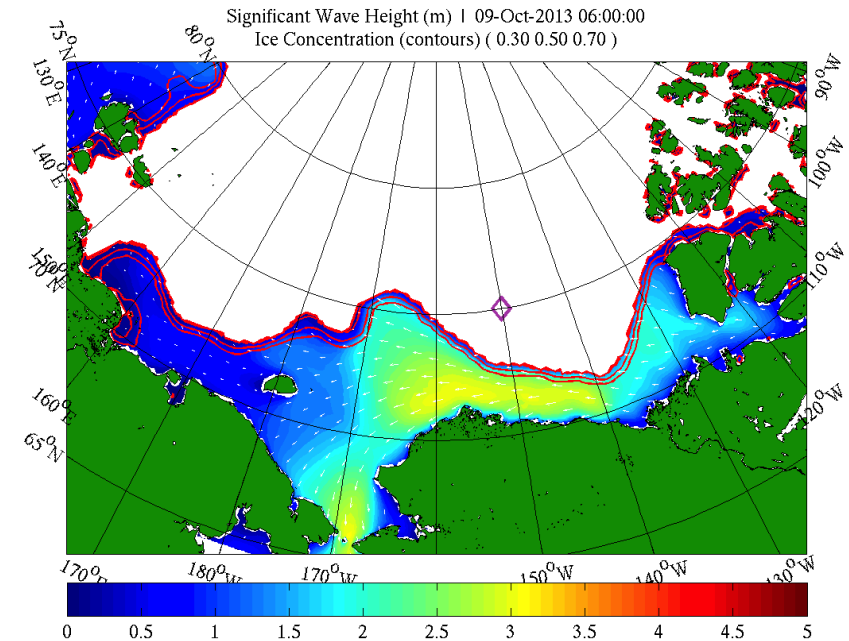 Significant Wave Height (m) | 09-Oct-2013 06:00:00
Ice Concentration (contours) ( 0.30 0.50 0.70 )
75°N
80°N
130°E
90°W
140°E
100°W
150°E
70°N
110°W
160°E
120°W
65°N
170°E
180°W
170°W
150°W
140°W
130°W
0 0.5 1 1.5 2 2.5 3 3.5 4 4.5 5